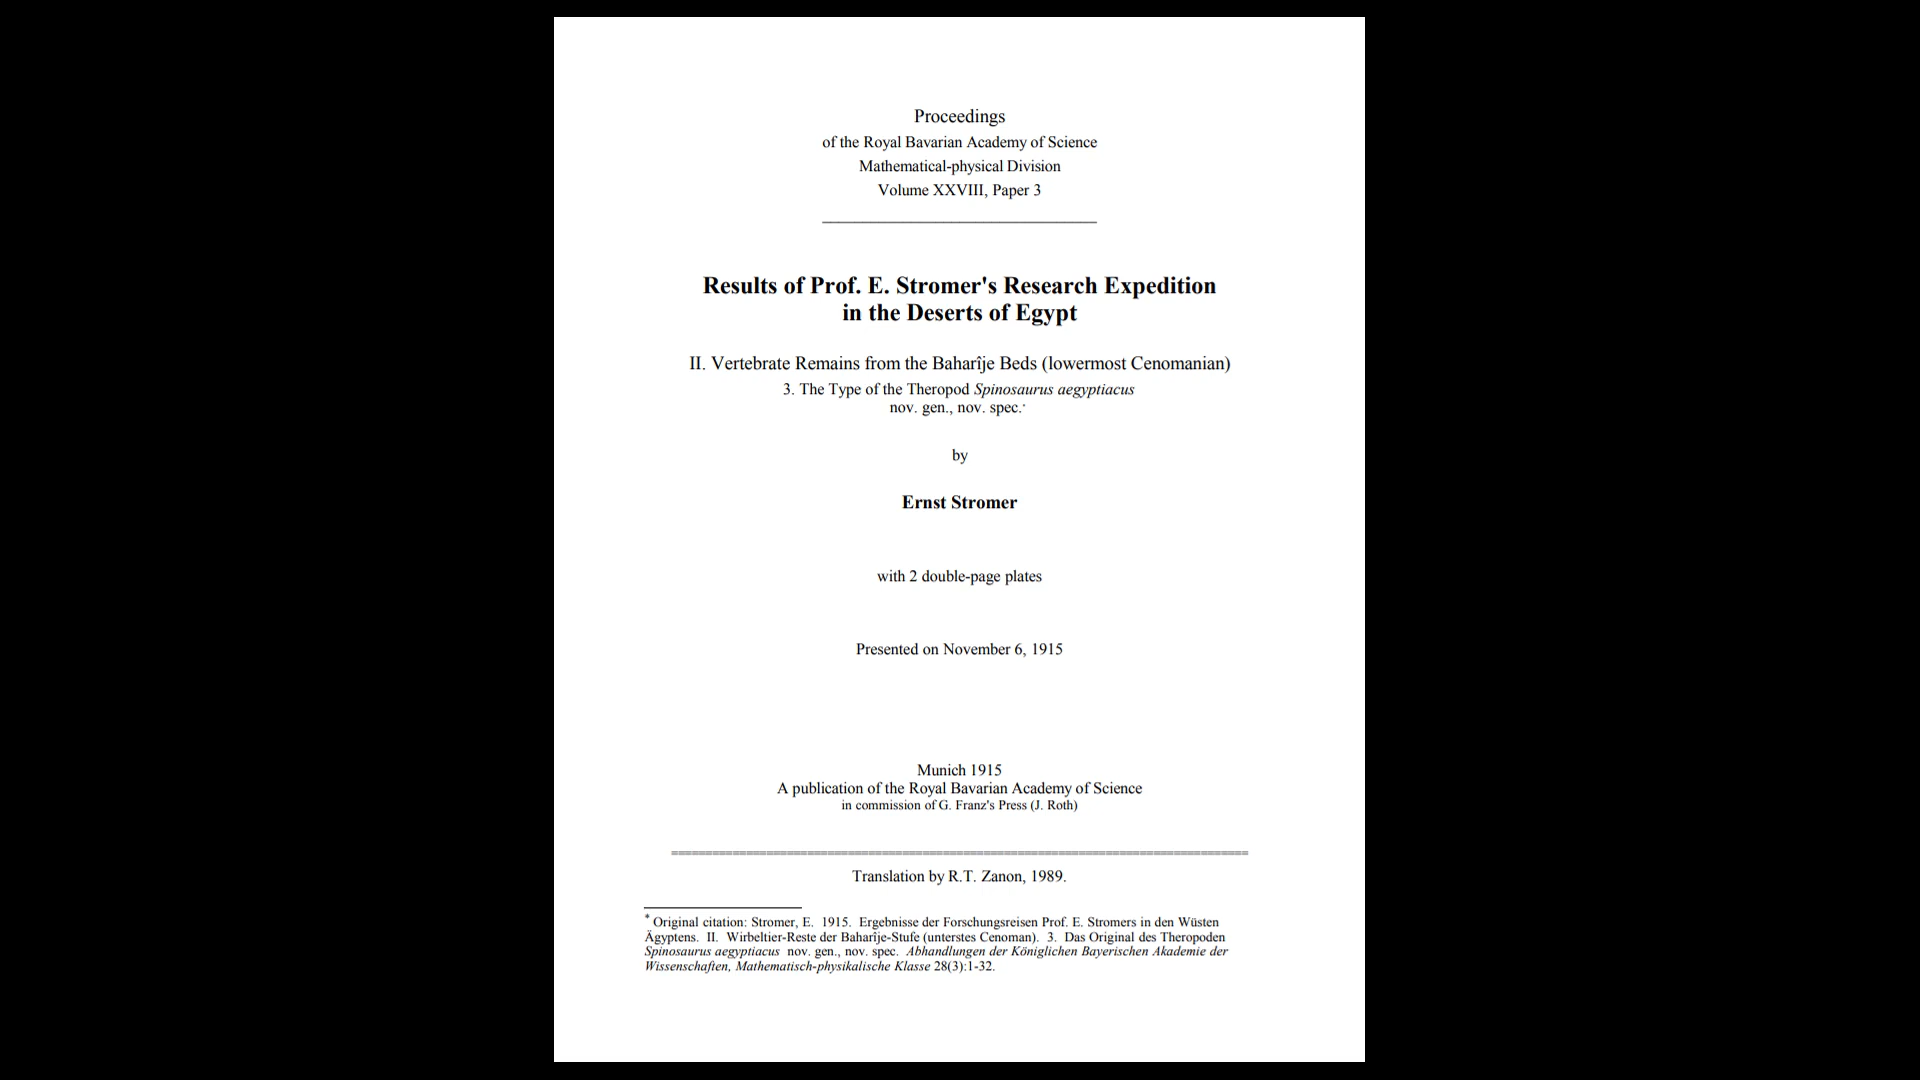 Proceedings
of the Royal Bavarian Academy of Science
Mathematical-physical Division
Volume XXVIII, Paper 3
Results of Prof. E. Stromer's Research Expedition
in the Deserts of Egypt
II. Vertebrate Remains from the Baharîje Beds (lowermost Cenomanian)
3. The Type of the Theropod Spinosaurus aegyptiacus
nov. gen., nov. spec.*
by
Ernst Stromer
with 2 double-page plates
Presented on November 6, 1915
Munich 1915
A publication of the Royal Bavarian Academy of Science
in commission of G. Franz's Press (J. Roth)
Translation by R.T. Zanon, 1989.
* Original citation: Stromer, E. 1915. Ergebnisse der Forschungsreisen Prof. E. Stromers in den Wüsten
Ägyptens. II. Wirbeltier-Reste der Baharîje-Stufe (unterstes Cenoman). 3. Das Original des Theropoden
Spinosaurus aegyptiacus nov. gen., nov. spec. Abhandlungen der Königlichen Bayerischen Akademie der
Wissenschaften, Mathematisch-physikalische Klasse 28(3):1-32.